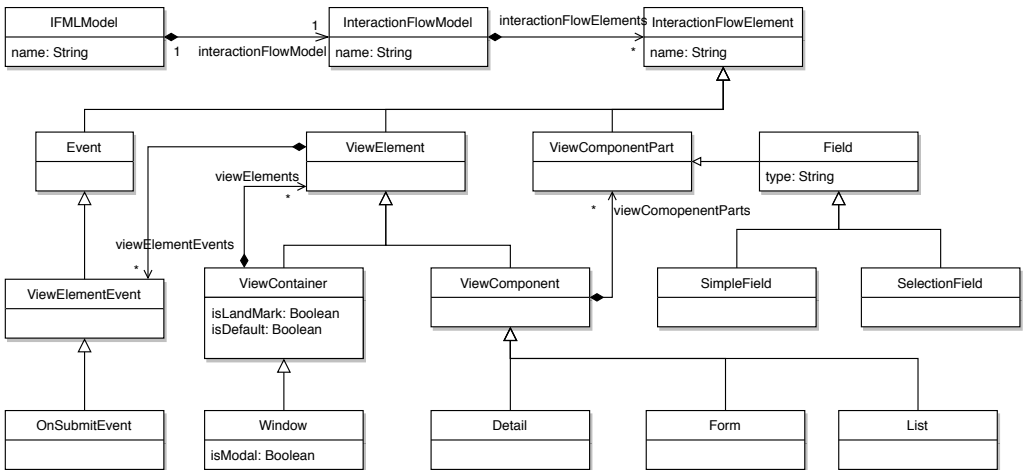 IFMLModel
name: String
1
interactionFlowModel
1
InteractionFlowModel
name: String
interactionFlowElements
*
InteractionFlowElement
name: String
Event
ViewElement
ViewComponentPart
Field
type: String
viewElements
*
*
viewComopenentParts
viewElementEvents
*
ViewElementEvent
ViewContainer
isLandMark: Boolean
isDefault: Boolean
ViewComponent
SimpleField
SelectionField
OnSubmitEvent
Window
isModal: Boolean
Detail
Form
List